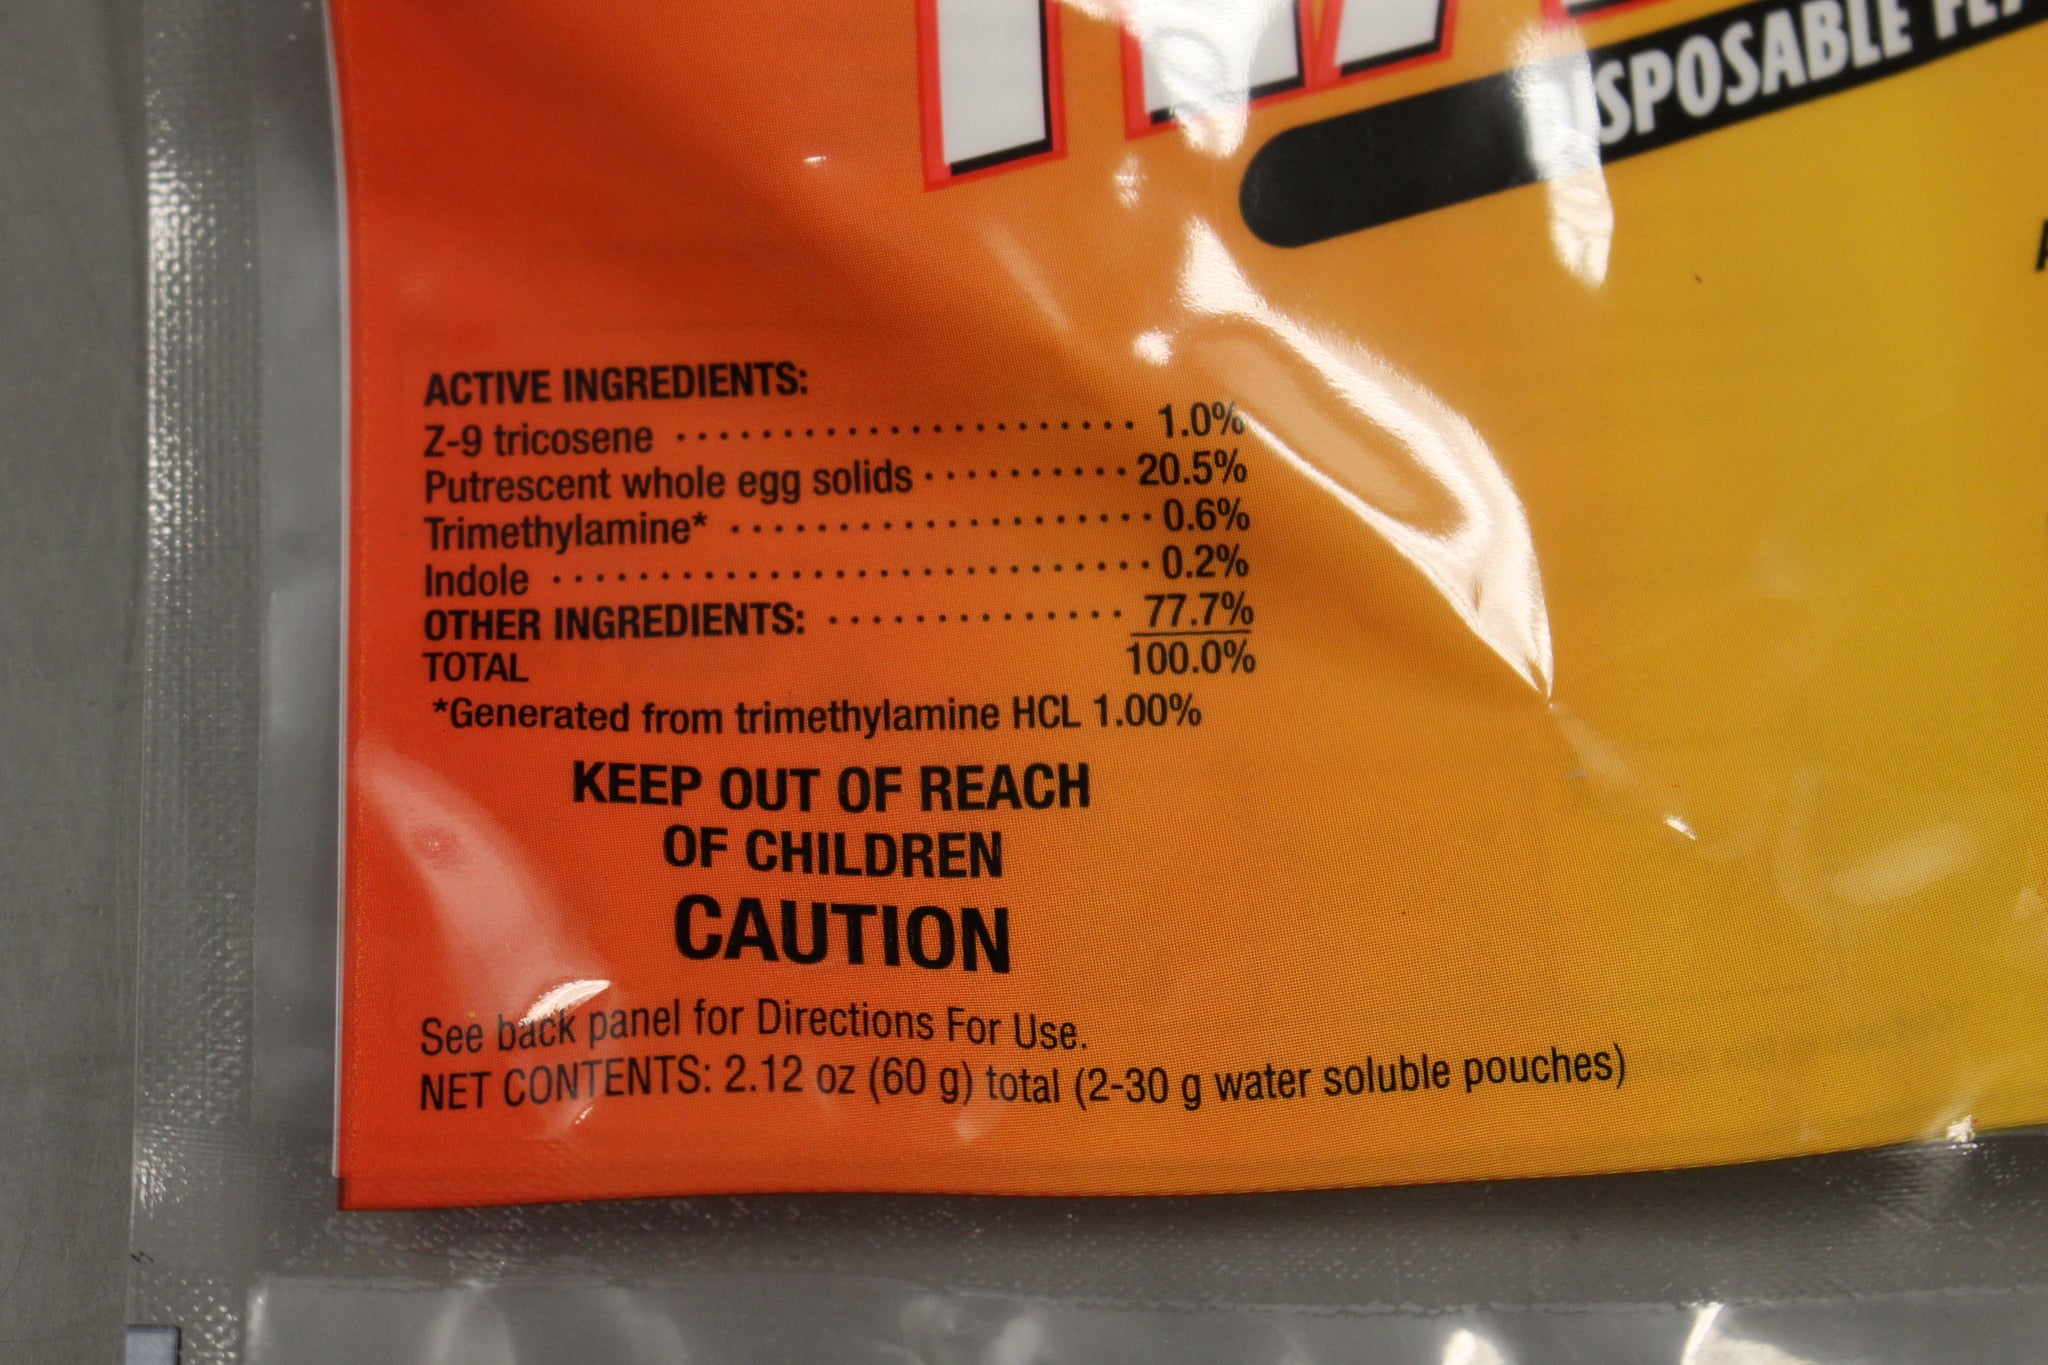 DISPOSABLE
ACTIVE INGREDIENTS:
Z-9 tricosene ...................... 1.0%
Putrescent whole egg solids .......... 20.5%
Trimethylamine* .................... 0.6%
Indole ............................. 0.2%
OTHER INGREDIENTS: .............. 77.7%
TOTAL 100.0%
*Generated from trimethylamine HCL 1.00%
KEEP OUT OF REACH
OF CHILDREN
CAUTION
See back panel for Directions For Use.
NET CONTENTS: 2.12 oz (60 g) total (2-30 g water soluble pouches)